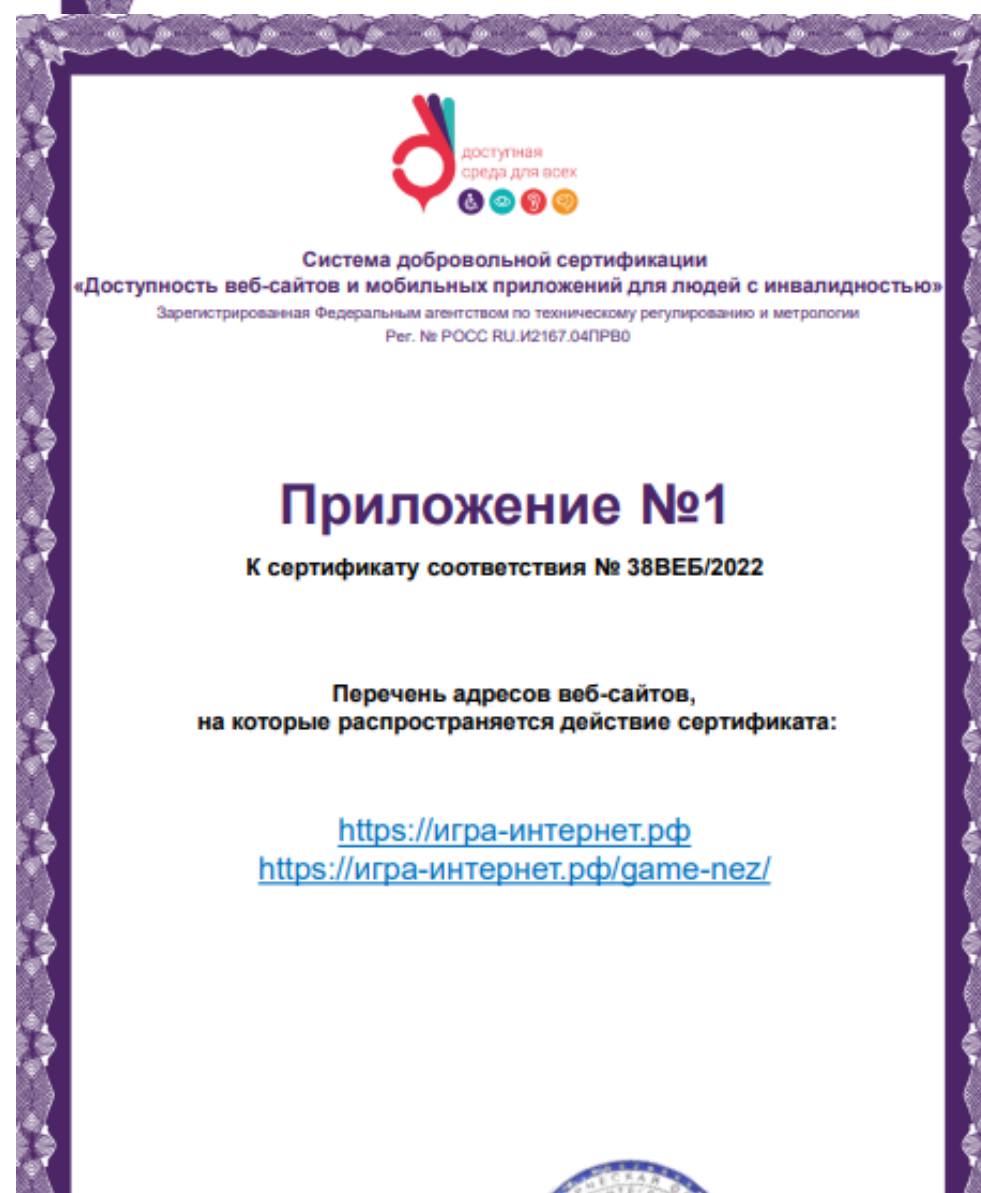 доступная
среда для всех
Система добровольной сертификации
«Доступность веб-сайтов и мобильных приложений для людей с инвалидностью»
Зарегистрированная Федеральным агентством по техническому регулированию и метрологии
Рег. № РОСС RU.И2167.04ПРВ0
Приложение №1
К сертификату соответствия № 38ВЕБ/2022
Перечень адресов веб-сайтов,
на которые распространяется действие сертификата:
https://игра-интернет.рф
https://игра-интернет.рф/game-nez/